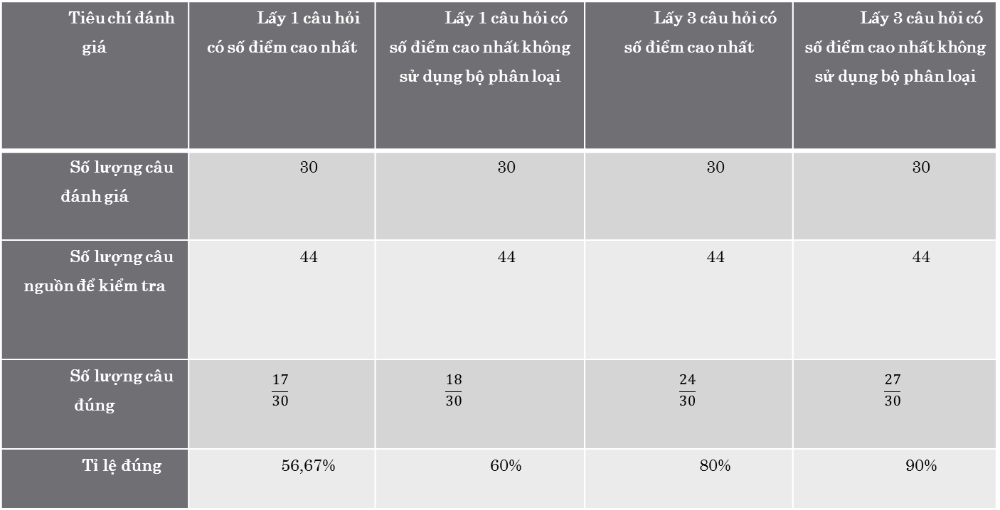 Tiêu chí đánh
giá
Lấy 1 câu hỏi
có số điểm cao nhất
Lấy 1 câu hỏi có
số điểm cao nhất không
sử dụng bộ phân loại
Lấy 3 câu hỏi có
số điểm cao nhất
Lấy 3 câu hỏi có
số điểm cao nhất không
sử dụng bộ phân loại
Số lượng câu
đánh giá
30
30
30
30
Số lượng câu
nguồn để kiểm tra
44
44
44
44
Số lượng câu
đúng
17
30
18
30
24
30
27
30
Tỉ lệ đúng
56,67%
60%
80%
90%